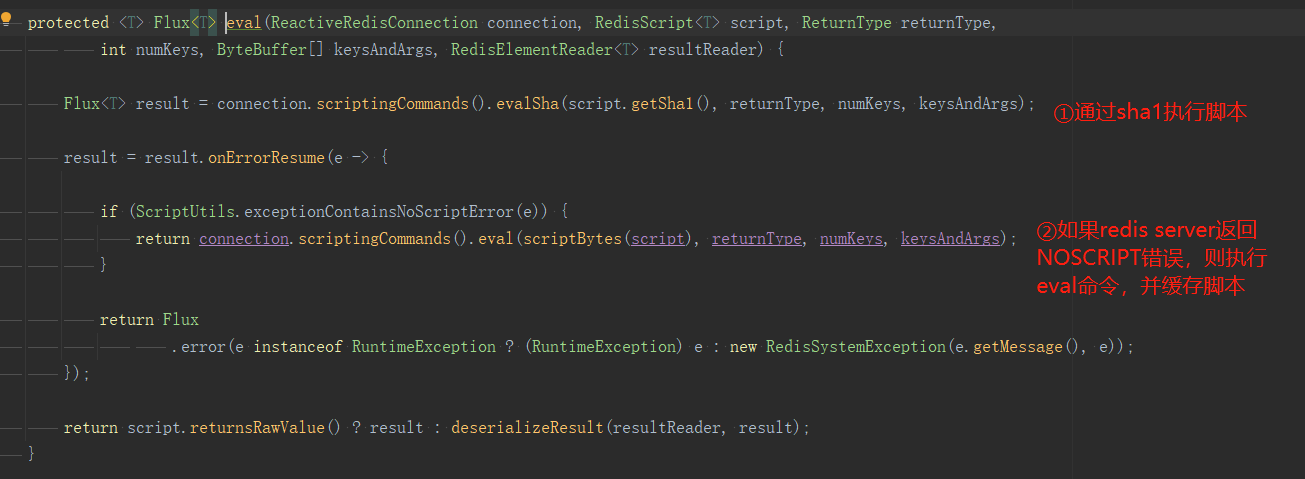 protected <T> Flux<T> eval(ReactiveRedisConnection connection, RedisScript<T> script, ReturnType returnType,
int numKeys, ByteBuffer[] keysAndArgs, RedisElementReader<T> resultReader) {
Flux<T> result = connection.scriptingCommands().evalSha(script.getSha1(), returnType, numKeys, keysAndArgs);
①通过sha1执行脚本
result = result.onErrorResume(e -> {
if (ScriptUtils.exceptionContainsNoScriptError(e)) {
return connection.scriptingCommands().eval(scriptBytes(script), returnType, numKeys, keysAndArgs);
}
②如果redis server返回
NOSCRIPT错误，则执行
eval命令，并缓存脚本
return Flux
.error(e instanceof RuntimeException ? (RuntimeException) e : new RedisSystemException(e.getMessage(), e));
});
return script.returnsRawValue() ? result : deserializeResult(resultReader, result);
}